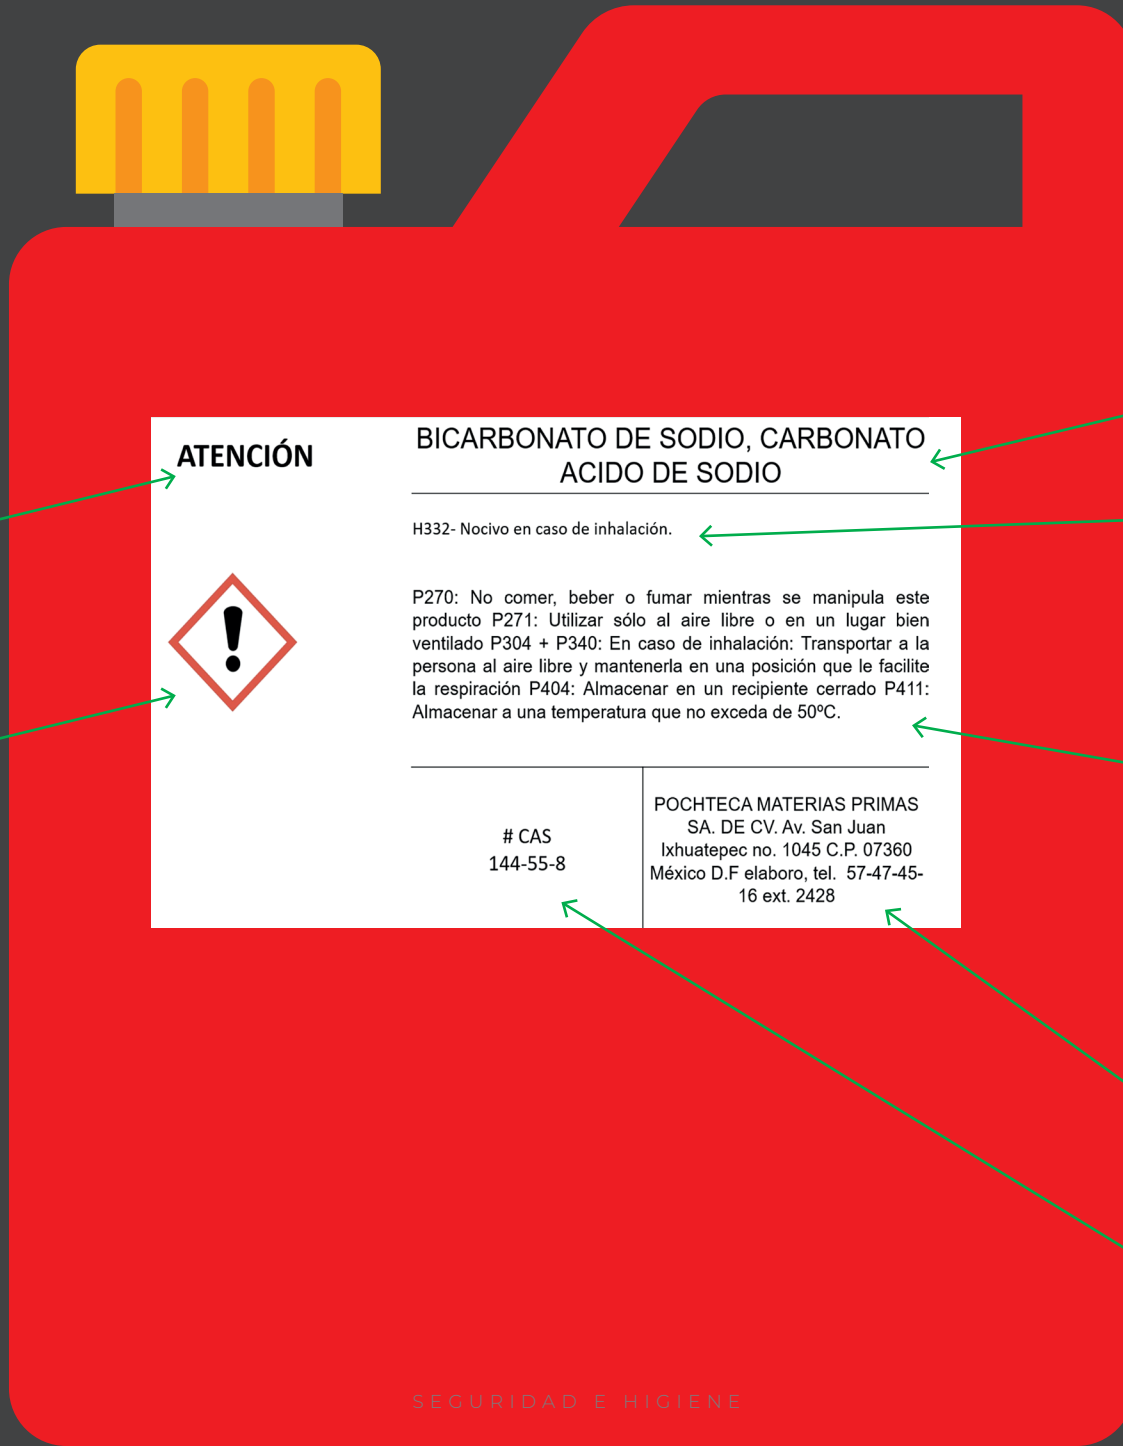 ATENCIÓN
BICARBONATO DE SODIO, CARBONATO
ACIDO DE SODIO
H332- Nocivo en caso de inhalación.
P270: No comer, beber o fumar mientras se manipula este
producto P271: Utilizar sólo al aire libre o en un lugar bien
ventilado P304 + P340: En caso de inhalación: Transportar a la
persona al aire libre y mantenerla en una posición que le facilite
la respiración P404: Almacenar en un recipiente cerrado P411:
Almacenar a una temperatura que no exceda de 50ºC.
# CAS
144-55-8
POCHTECA MATERIAS PRIMAS
SA. DE CV. Av. San Juan
Ixhuatepec no. 1045 C.P. 07360
México D.F elaboro, tel. 57-47-45-
16 ext. 2428
SEGURIDAD E HIGIENE